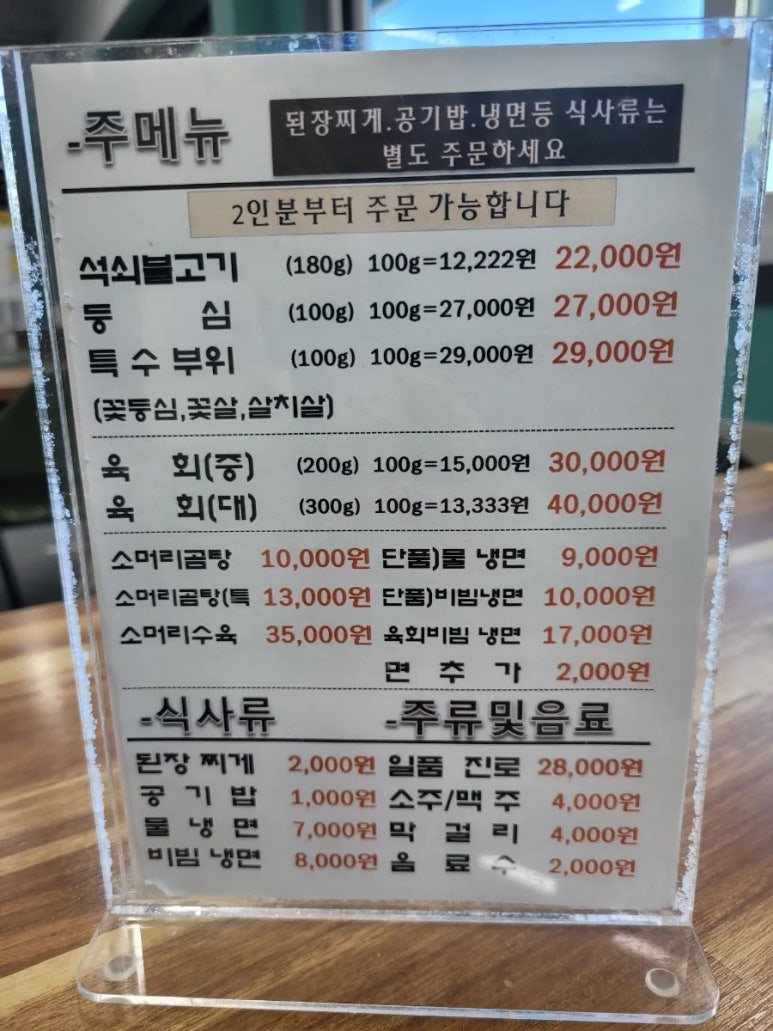 -주메뉴
된장찌게.공기밥.냉면등 식사류는
별도 주문하세요
2인분부터 주문 가능합니다
석쇠불고기 (180g) 100g=12,222원 22,000원
등 심 (100g) 100g=27,000원 27,000원
특수부위 (100g) 100g=29,000원 29,000원
(꽃등심,꽃살,살치살)
육 회(중) (200g) 100g=15,000원 30,000원
육 회(대) (300g) 100g=13,333원 40,000원
소머리곰탕 10,000원 단품)물 냉면 9,000원
소머리곰탕(특 13,000원 단품)비빔냉면 10,000원
소머리수육 35,000원 육회비빔 냉면 17,000원
면 추 가 2,000원
-식사류 -주류및음료
된장 찌게 2,000원 일품 진로 28,000원
공 기 밥 1,000원 소주/맥 주 4,000원
물 냉 면 7,000원 막 걸 리 4,000원
비빔 냉면 8,000원 음 료 수 2,000원